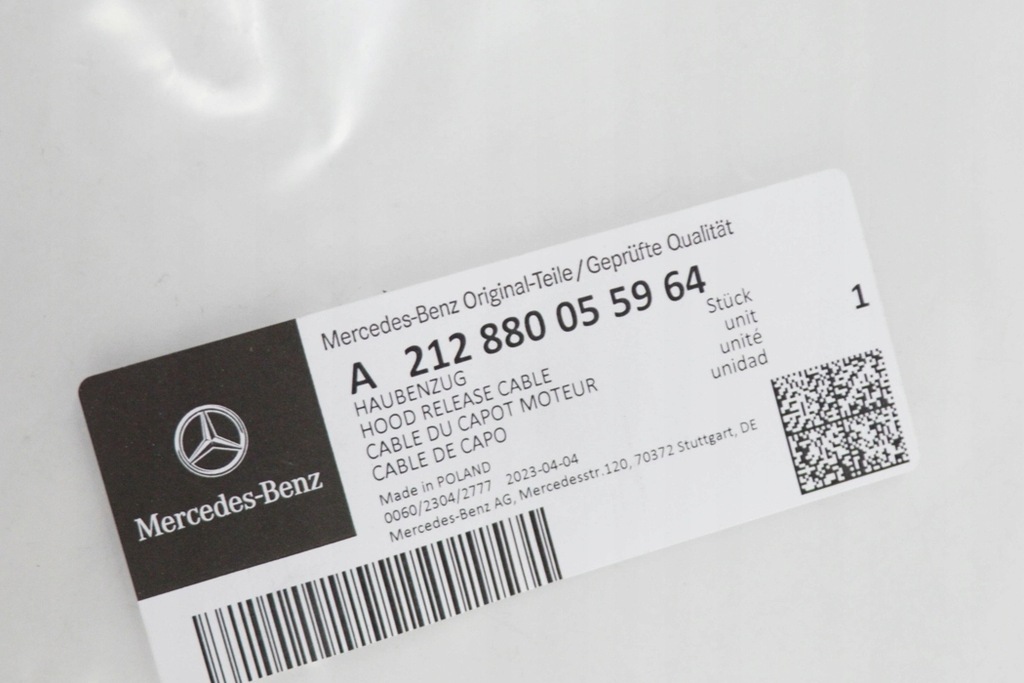 Mercedes-Benz
Mercedes-Benz Original-Teile / Geprüfte Qualität
A 212 880 05 59 64
HAUBENZUG
HOOD RELEASE CABLE
CABLE DU CAPOT MOTEUR
CABLE DE CAPO
Stück
unit
unité
unidad
1
Made in POLAND
0060/2304/2777 2023-04-04
Mercedes-Benz AG, Mercedesstr.120, 70372 Stuttgart, DE